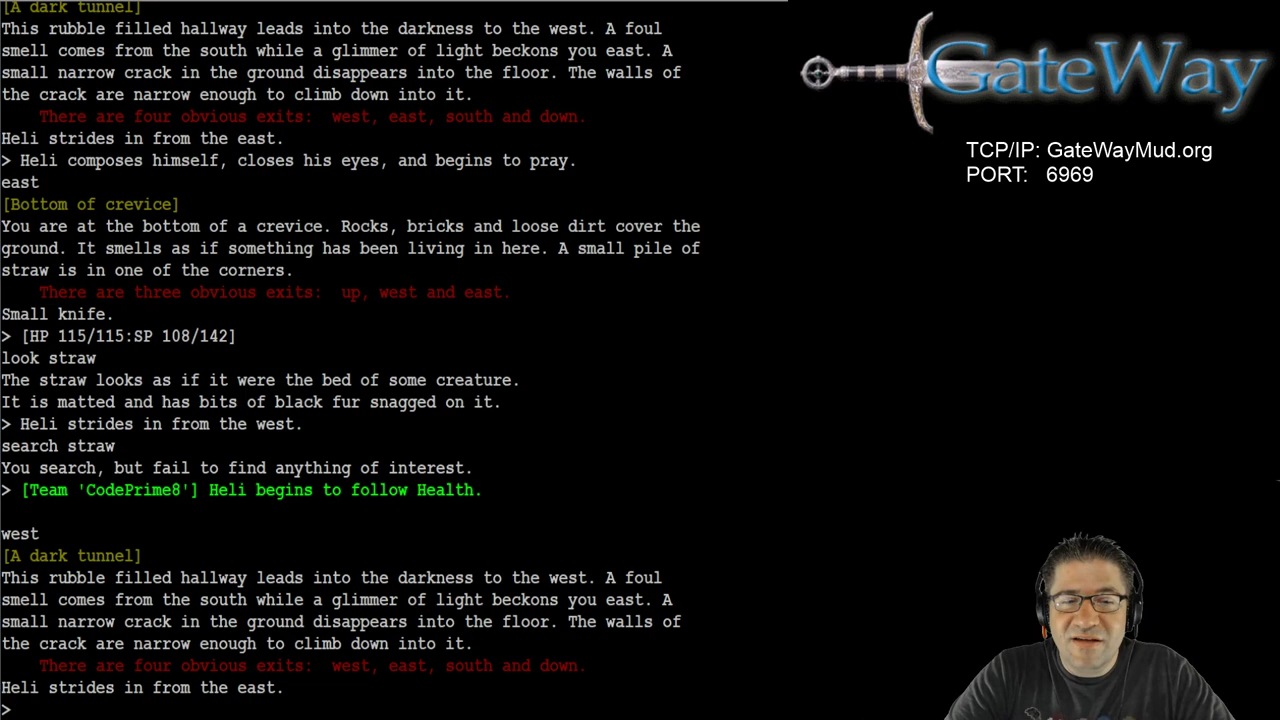 [A dark tunnel]
This rubble filled hallway leads into the darkness to the west. A foul
smell comes from the south while a glimmer of light beckons you east. A
small narrow crack in the ground disappears into the floor. The walls of
the crack are narrow enough to climb down into it.
There are four obvious exits: west, east, south and down.
Heli strides in from the east.
> Heli composes himself, closes his eyes, and begins to pray.
east
[Bottom of crevice]
You are at the bottom of a crevice. Rocks, bricks and loose dirt cover the
ground. It smells as if something has been living in here. A small pile of
straw is in one of the corners.
There are three obvious exits: up, west and east.
Small knife.
> [HP 115/115:SP 108/142]
look straw
The straw looks as if it were the bed of some creature.
It is matted and has bits of black fur snagged on it.
> Heli strides in from the west.
search straw
You search, but fail to find anything of interest.
> [Team 'CodePrime8'] Heli begins to follow Health.
west
[A dark tunnel]
This rubble filled hallway leads into the darkness to the west. A foul
smell comes from the south while a glimmer of light beckons you east. A
small narrow crack in the ground disappears into the floor. The walls of
the crack are narrow enough to climb down into it.
There are four obvious exits: west, east, south and down.
Heli strides in from the east.
>
GateWay
TCP/IP: GateWayMud.org
PORT: 6969